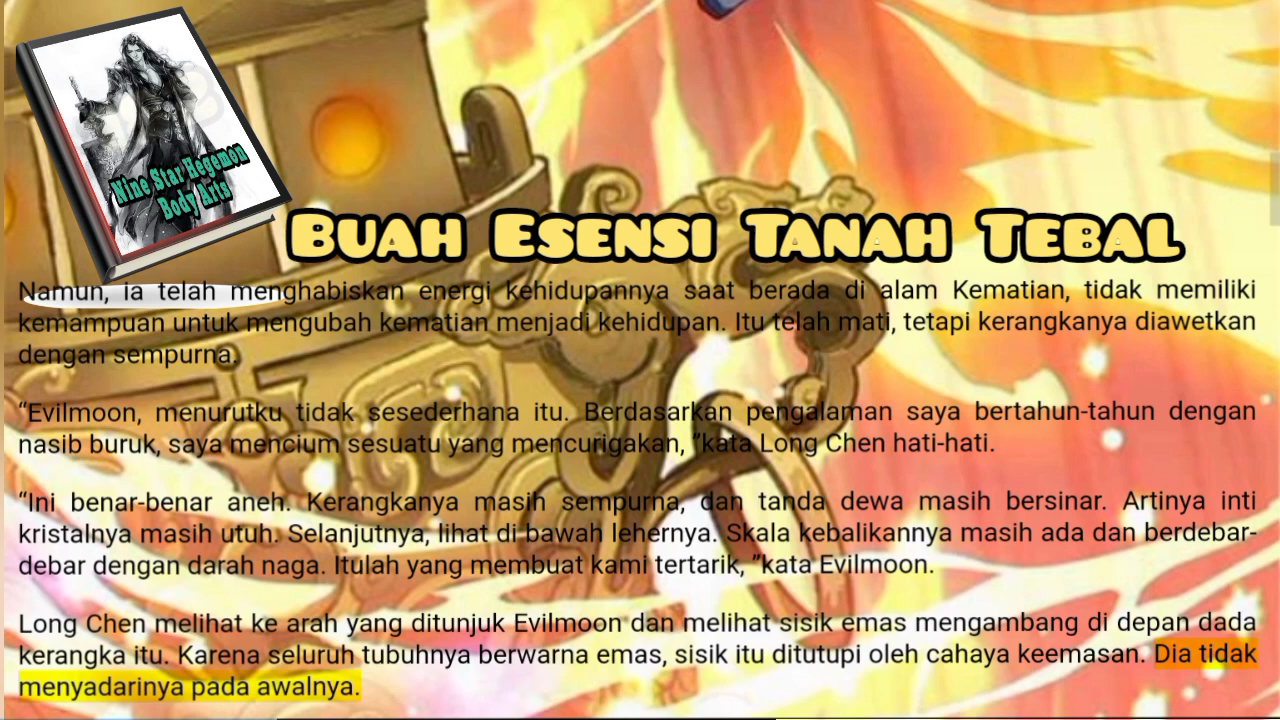 Nine Star Hegemon
Body Arts
BUAH ESENSI TANAH TEBAL
Namun, ia telah menghabiskan energi kehidupannya saat berada di alam Kematian, tidak memiliki
kemampuan untuk mengubah kematian menjadi kehidupan. Itu telah mati, tetapi kerangkanya diawetkan
dengan sempurna.
“Evilmoon, menurutku tidak sesederhana itu. Berdasarkan pengalaman saya bertahun-tahun dengan
nasib buruk, saya mencium sesuatu yang mencurigakan, ”kata Long Chen hati-hati.
“Ini benar-benar aneh. Kerangkanya masih sempurna, dan tanda dewa masih bersinar. Artinya inti
kristalnya masih utuh. Selanjutnya, lihat di bawah lehernya. Skala kebalikannya masih ada dan berdebar-
debar dengan darah naga. Itulah yang membuat kami tertarik, ”kata Evilmoon.
Long Chen melihat ke arah yang ditunjuk Evilmoon dan melihat sisik emas mengambang di depan dada
kerangka itu. Karena seluruh tubuhnya berwarna emas, sisik itu ditutupi oleh cahaya keemasan. Dia tidak
menyadarinya pada awalnya.